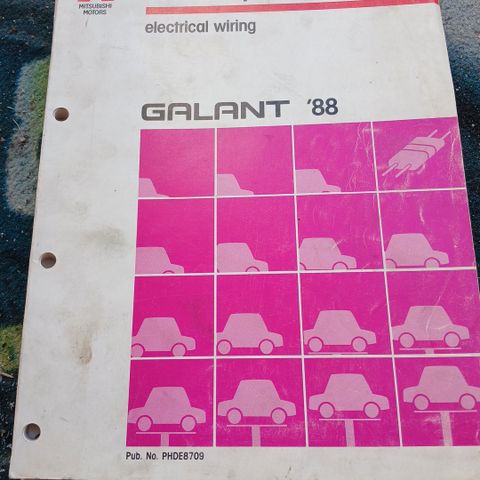 MITSUBISHI
MOTORS
electrical wiring
GALANT '88
Pub. No. PHDE8709